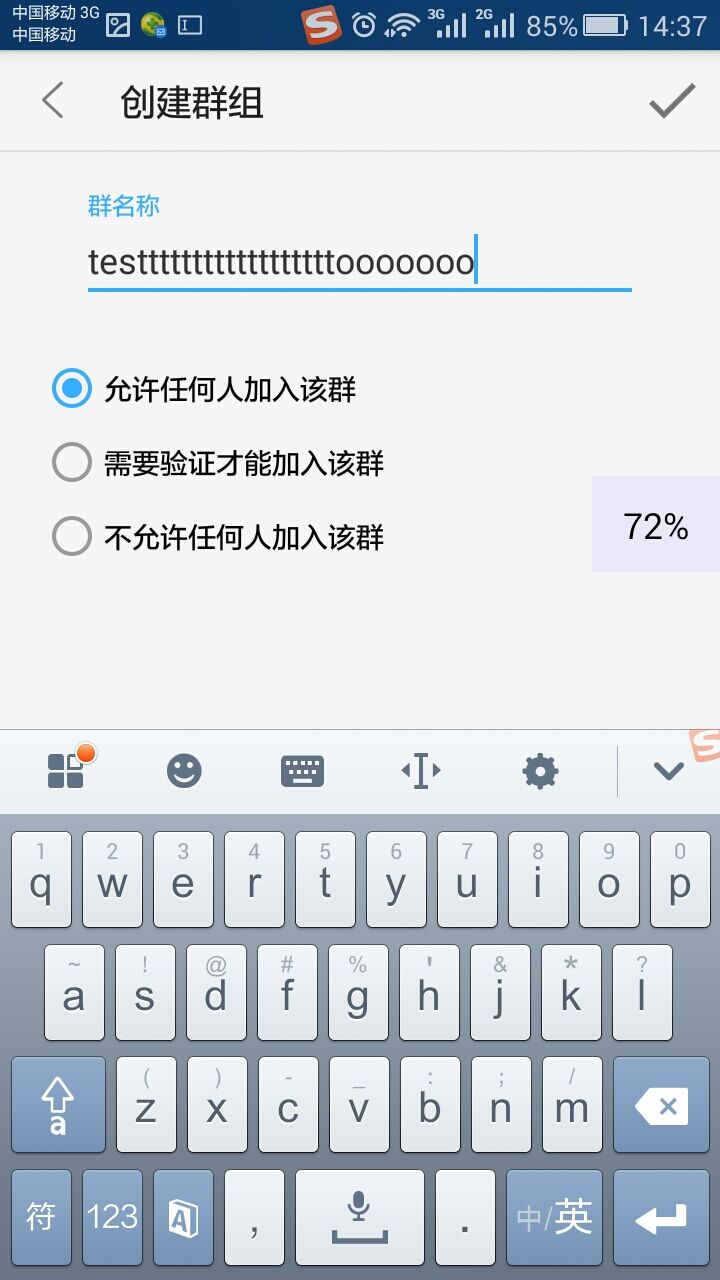 中国移动 3G
中国移动
3G 2G 85% 14:37
创建群组
群名称
testttttttttttttttttttooooooo
允许任何人加入该群
需要验证才能加入该群
不允许任何人加入该群
72%
1 2 3 4 5 6 7 8 9 0
q w e r t y u i o p
~ ! @ # % ' & * ?
a s d f g h j k l
( ) - _ : ; /
a z x c v b n m
符 123 A , . 中/英